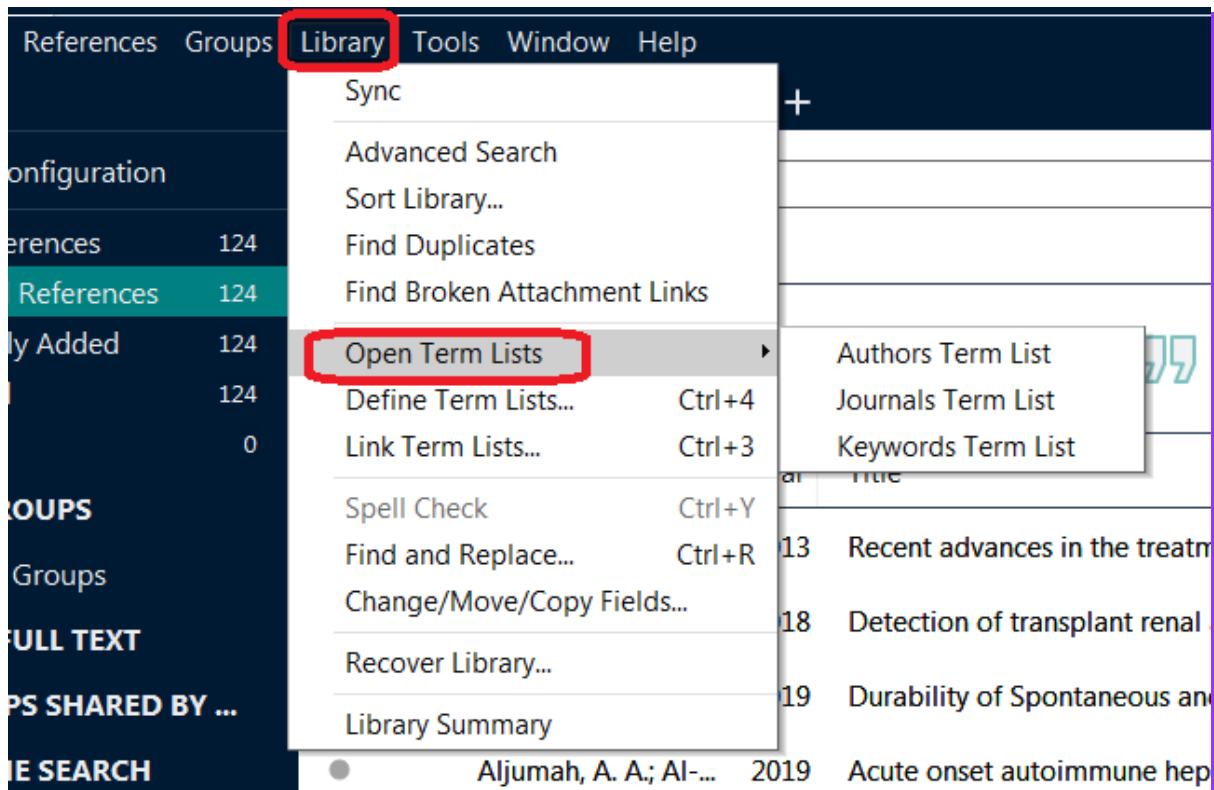 References Groups Library Tools Window Help
Sync
+
Advanced Search
onfiguration
Sort Library...
erences 124
Find Duplicates
References 124
Find Broken Attachment Links
ly Added 124
Open Term Lists
Authors Term List
124
Define Term Lists... Ctrl+4
Journals Term List
0
Link Term Lists... Ctrl+3
Keywords Term List
Title
OUPS
Spell Check Ctrl+Y
13 Recent advances in the treatm
Find and Replace... Ctrl+R
Groups
Change/Move/Copy Fields...
18 Detection of transplant renal
FULL TEXT
Recover Library...
19 Durability of Spontaneous an
PS SHARED BY ...
Library Summary
IE SEARCH
Aljumah, A. A.; Al-... 2019 Acute onset autoimmune hep